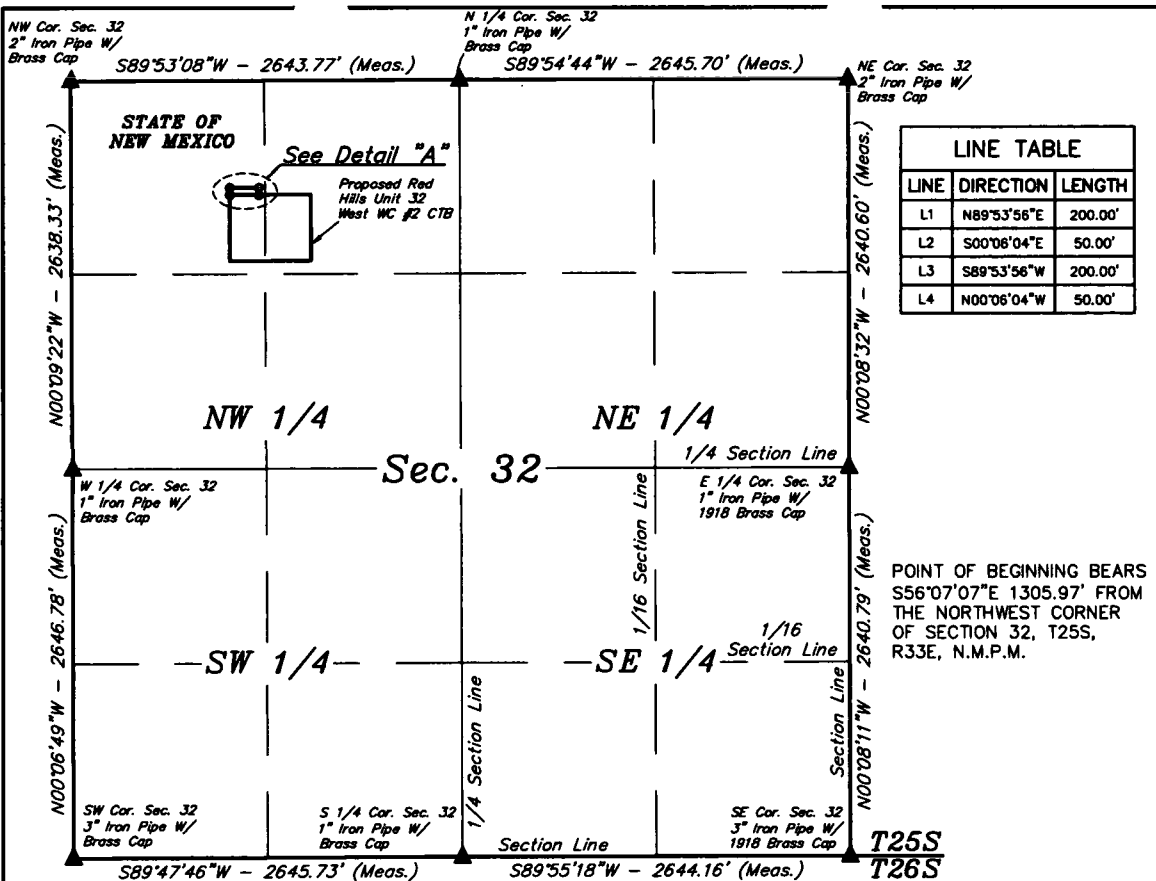 NW Cor. Sec. 32
2" Iron Pipe W/
Brass Cap
N 1/4 Cor. Sec. 32
1" Iron Pipe W/
Brass Cap
S89°53'08"W - 2643.77' (Meas.)
S89°54'44"W - 2645.70' (Meas.)
NE Cor. Sec. 32
2" Iron Pipe W/
Brass Cap
STATE OF
NEW MEXICO
See Detail "A"
Proposed Red
Hills Unit 32
West WC #2 CTB
N00°09'22"W - 2638.33' (Meas.)
N00°08'32"W - 2640.60' (Meas.)
LINE TABLE
LINE DIRECTION LENGTH
L1 N89°53'56"E 200.00'
L2 S00°06'04"E 50.00'
L3 S89°53'56"W 200.00'
L4 N00°06'04"W 50.00'
NW 1/4
NE 1/4
1/4 Section Line
Sec. 32
W 1/4 Cor. Sec. 32
1" Iron Pipe W/
Brass Cap
E 1/4 Cor. Sec. 32
1" Iron Pipe W/
1918 Brass Cap
1/16 Section Line
N00°06'49"W - 2646.78' (Meas.)
N00°08'11"W - 2640.79' (Meas.)
POINT OF BEGINNING BEARS
S56°07'07"E 1305.97' FROM
THE NORTHWEST CORNER
OF SECTION 32, T25S,
R33E, N.M.P.M.
1/16
Section Line
SW 1/4
SE 1/4
1/4 Section Line
Section Line
SW Cor. Sec. 32
3" Iron Pipe W/
Brass Cap
S 1/4 Cor. Sec. 32
1" Iron Pipe W/
Brass Cap
SE Cor. Sec. 32
3" Iron Pipe W/
1918 Brass Cap
Section Line
T25S
T26S
S89°47'46"W - 2645.73' (Meas.)
S89°55'18"W - 2644.16' (Meas.)